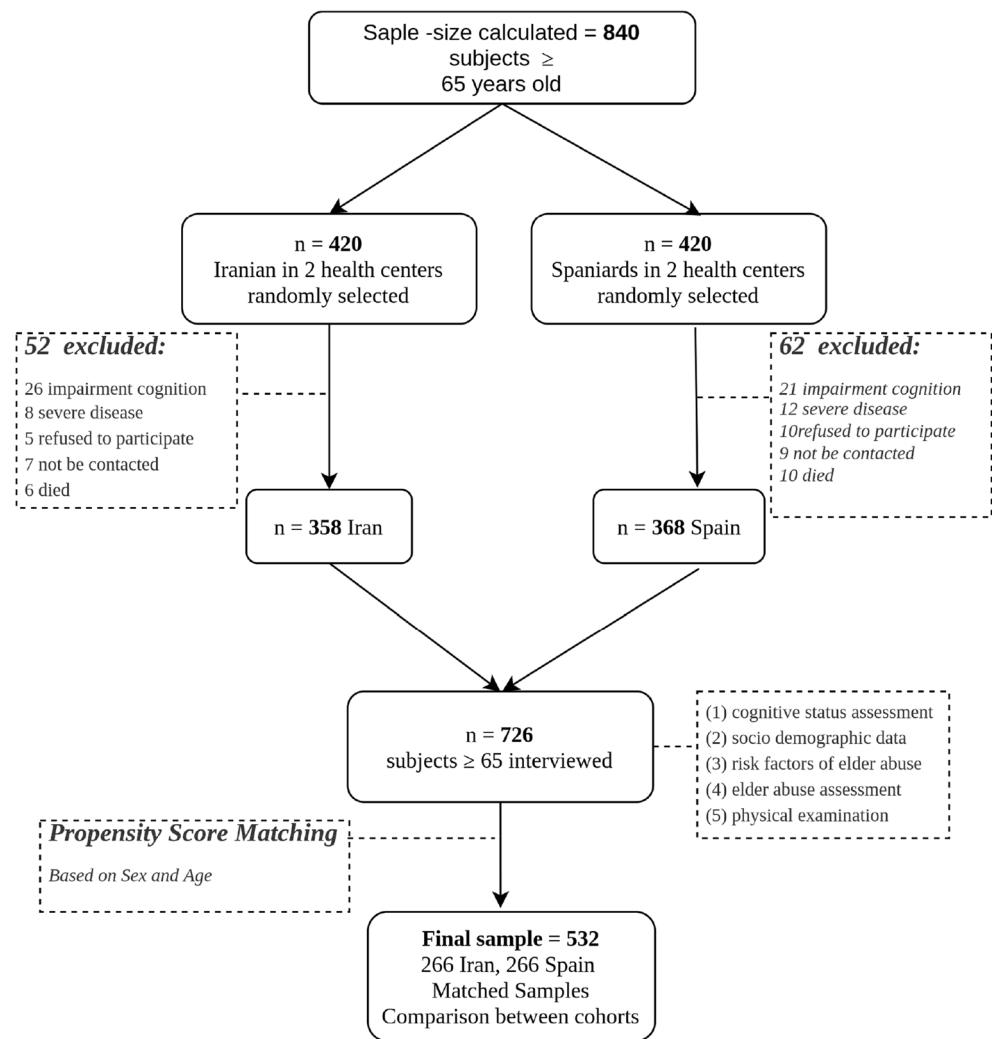 Saple -size calculated = 840
subjects ≥
65 years old
n = 420
Iranian in 2 health centers
randomly selected
n = 420
Spaniards in 2 health centers
randomly selected
52 excluded:
26 impairment cognition
8 severe disease
5 refused to participate
7 not be contacted
6 died
62 excluded:
21 impairment cognition
12 severe disease
10refused to participate
9 not be contacted
10 died
n = 358 Iran
n = 368 Spain
n = 726
subjects ≥ 65 interviewed
(1) cognitive status assessment
(2) socio demographic data
(3) risk factors of elder abuse
(4) elder abuse assessment
(5) physical examination
Propensity Score Matching
Based on Sex and Age
Final sample = 532
266 Iran, 266 Spain
Matched Samples
Comparison between cohorts